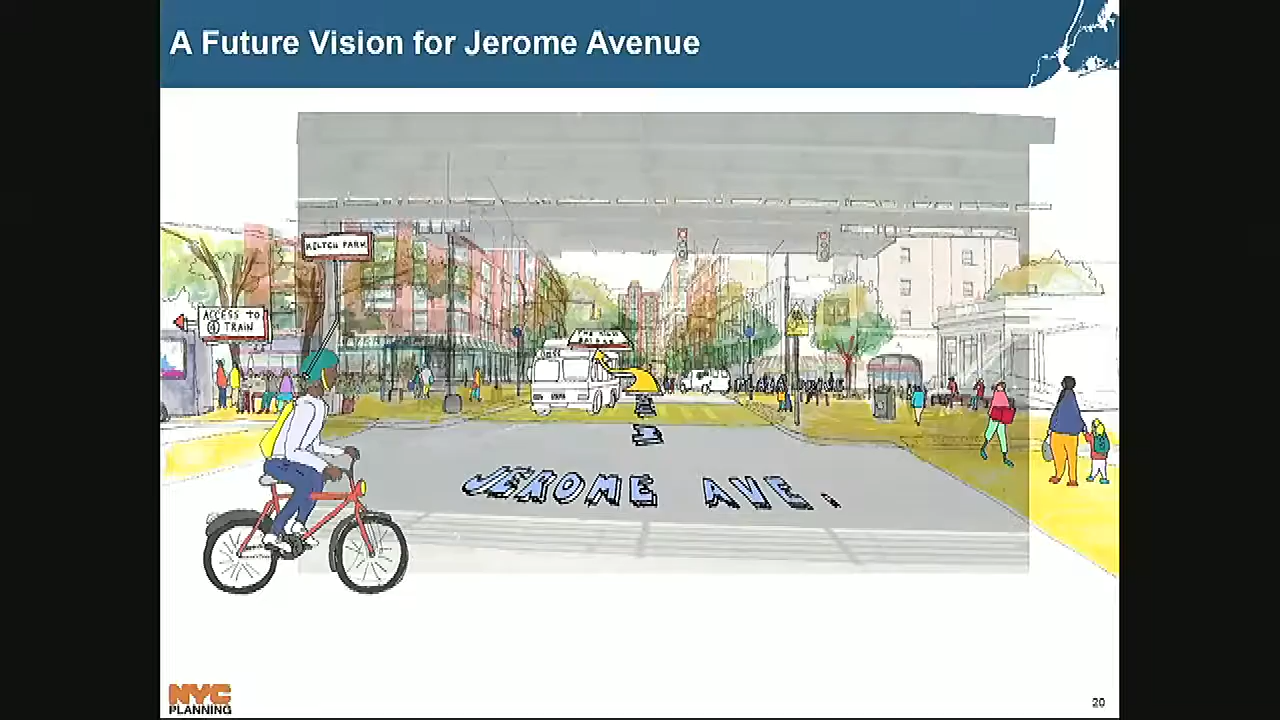 A Future Vision for Jerome Avenue
KELTCH PARK
ACCESS TO
④ TRAIN
JEROME AVE.
NYC
PLANNING
20